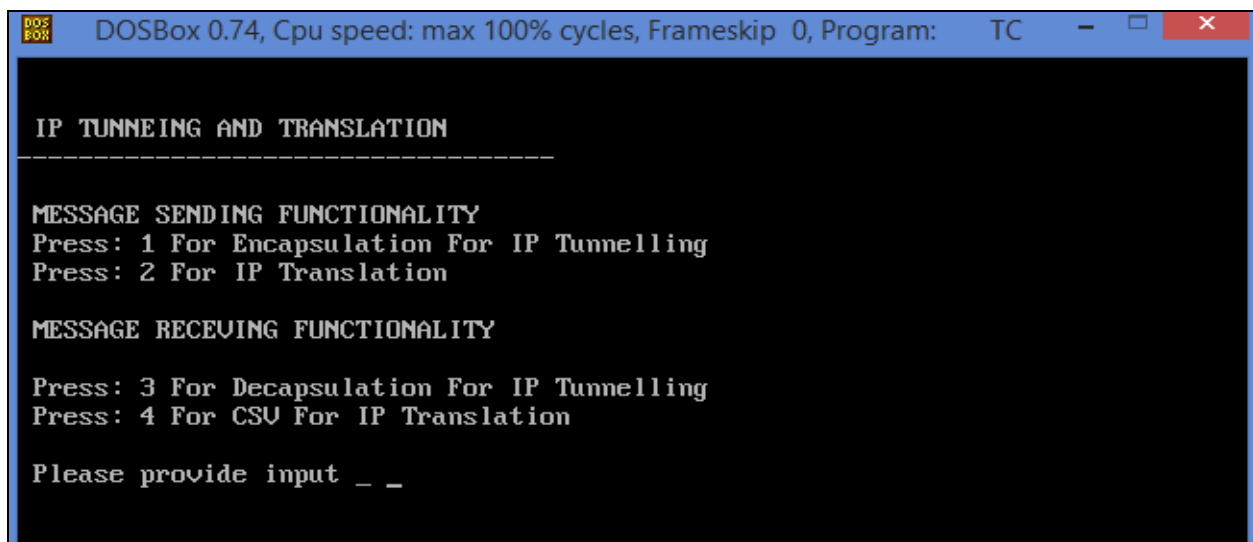 DOS BOX DOSBox 0.74, Cpu speed: max 100% cycles, Frameskip 0, Program: TC
IP TUNNEING AND TRANSLATION
-----------------------------------
MESSAGE SENDING FUNCTIONALITY
Press: 1 For Encapsulation For IP Tunnelling
Press: 2 For IP Translation
MESSAGE RECEVING FUNCTIONALITY
Press: 3 For Decapsulation For IP Tunnelling
Press: 4 For CSV For IP Translation
Please provide input _ _